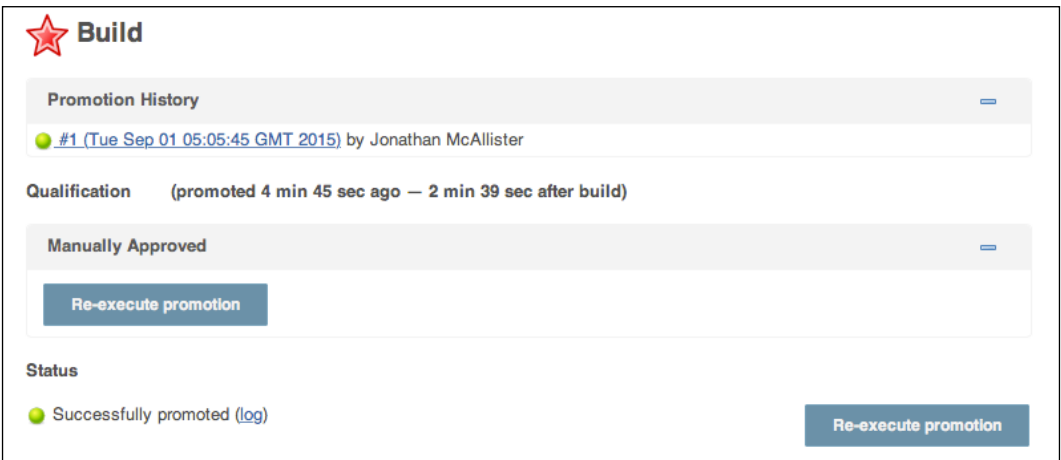 Build
Promotion History
#1 (Tue Sep 01 05:05:45 GMT 2015) by Jonathan McAllister
Qualification (promoted 4 min 45 sec ago — 2 min 39 sec after build)
Manually Approved
Re-execute promotion
Status
Successfully promoted (log)
Re-execute promotion